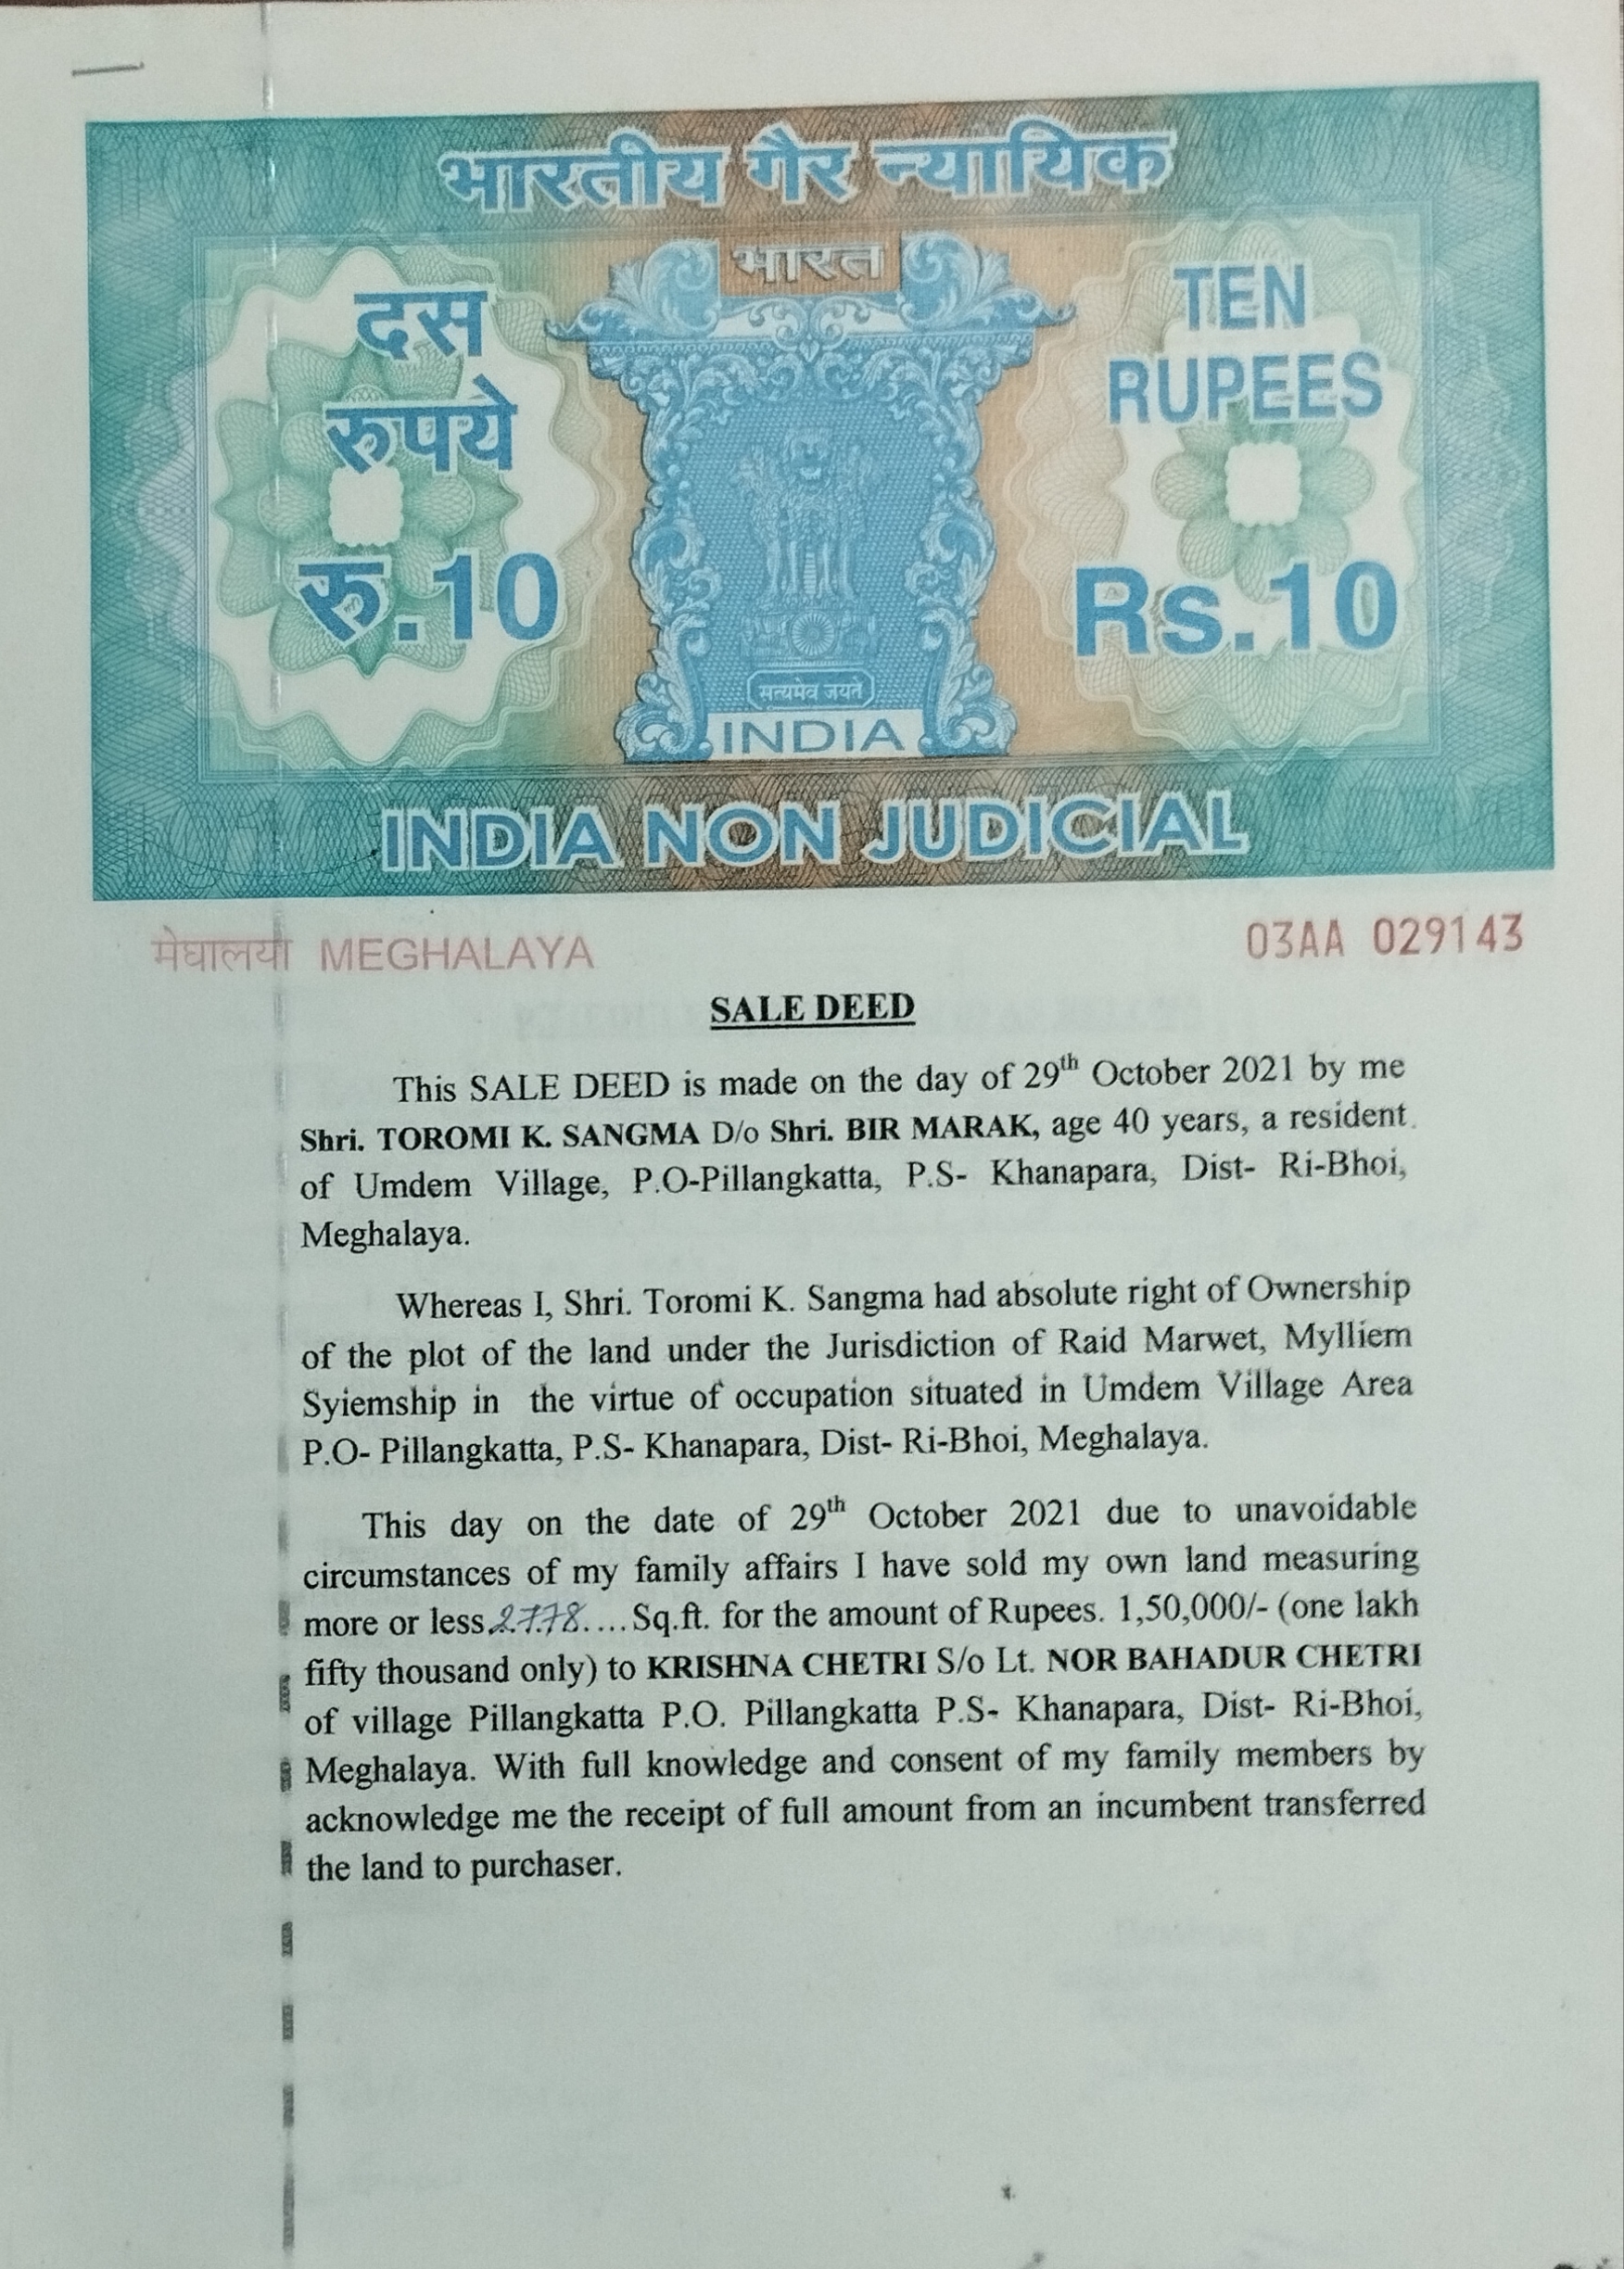 भारतीय गैर न्यायिक
भारत
दस
रुपये
रु.10
TEN
RUPEES
Rs.10
सत्यमेव जयते
INDIA
INDIA NON JUDICIAL
मेघालया MEGHALAYA
03AA 029143
SALE DEED
This SALE DEED is made on the day of 29th October 2021 by me
Shri. TOROMI K. SANGMA D/o Shri. BIR MARAK, age 40 years, a resident
of Umdem Village, P.O-Pillangkatta, P.S- Khanapara, Dist- Ri-Bhoi,
Meghalaya.
Whereas I, Shri. Toromi K. Sangma had absolute right of Ownership
of the plot of the land under the Jurisdiction of Raid Marwet, Mylliem
Syiemship in the virtue of occupation situated in Umdem Village Area
P.O- Pillangkatta, P.S- Khanapara, Dist- Ri-Bhoi, Meghalaya.
This day on the date of 29th October 2021 due to unavoidable
circumstances of my family affairs I have sold my own land measuring
more or less 2778....Sq.ft. for the amount of Rupees. 1,50,000/- (one lakh
fifty thousand only) to KRISHNA CHETRI S/o Lt. NOR BAHADUR CHETRI
of village Pillangkatta P.O. Pillangkatta P.S- Khanapara, Dist- Ri-Bhoi,
Meghalaya. With full knowledge and consent of my family members by
acknowledge me the receipt of full amount from an incumbent transferred
the land to purchaser.